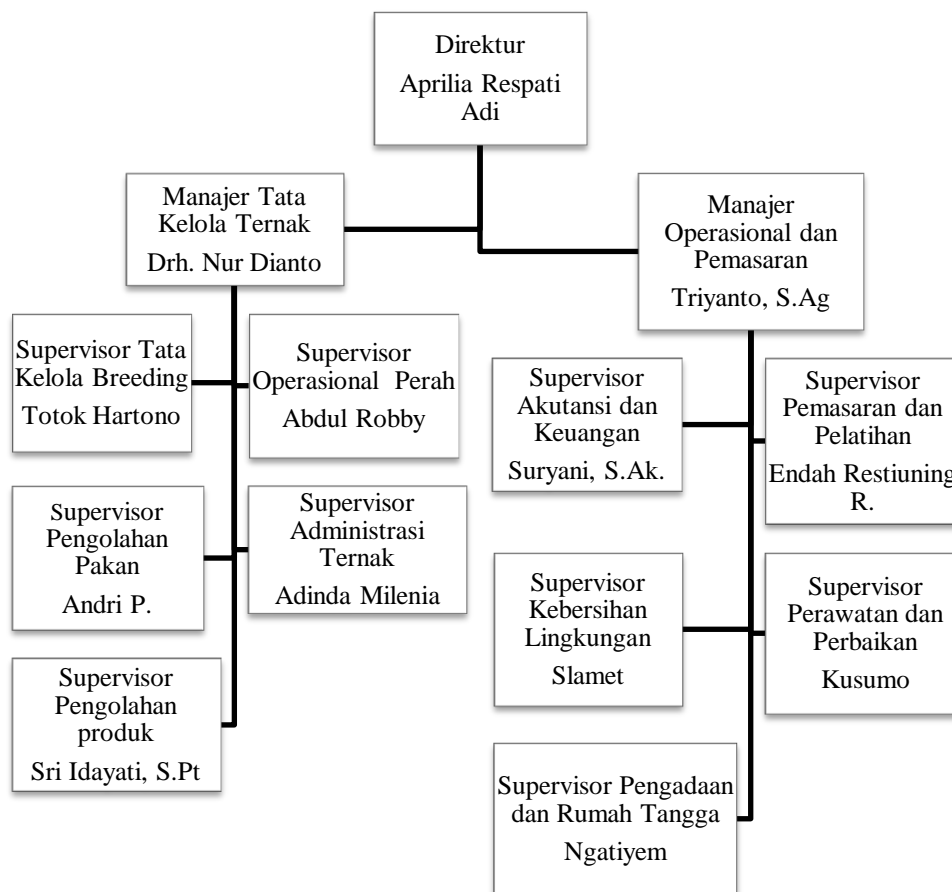 Direktur
Aprilia Respati
Adi
Manajer Tata
Kelola Ternak
Drh. Nur Dianto
Manajer
Operasional dan
Pemasaran
Triyanto, S.Ag
Supervisor Tata
Kelola Breeding
Totok Hartono
Supervisor
Operasional Perah
Abdul Robby
Supervisor
Akutansi dan
Keuangan
Suryani, S.Ak.
Supervisor
Pemasaran dan
Pelatihan
Endah Restiuning
R.
Supervisor
Pengolahan
Pakan
Andri P.
Supervisor
Administrasi
Ternak
Adinda Milenia
Supervisor
Kebersihan
Lingkungan
Slamet
Supervisor
Perawatan dan
Perbaikan
Kusumo
Supervisor
Pengolahan
produk
Sri Idayati, S.Pt
Supervisor Pengadaan
dan Rumah Tangga
Ngatiyem